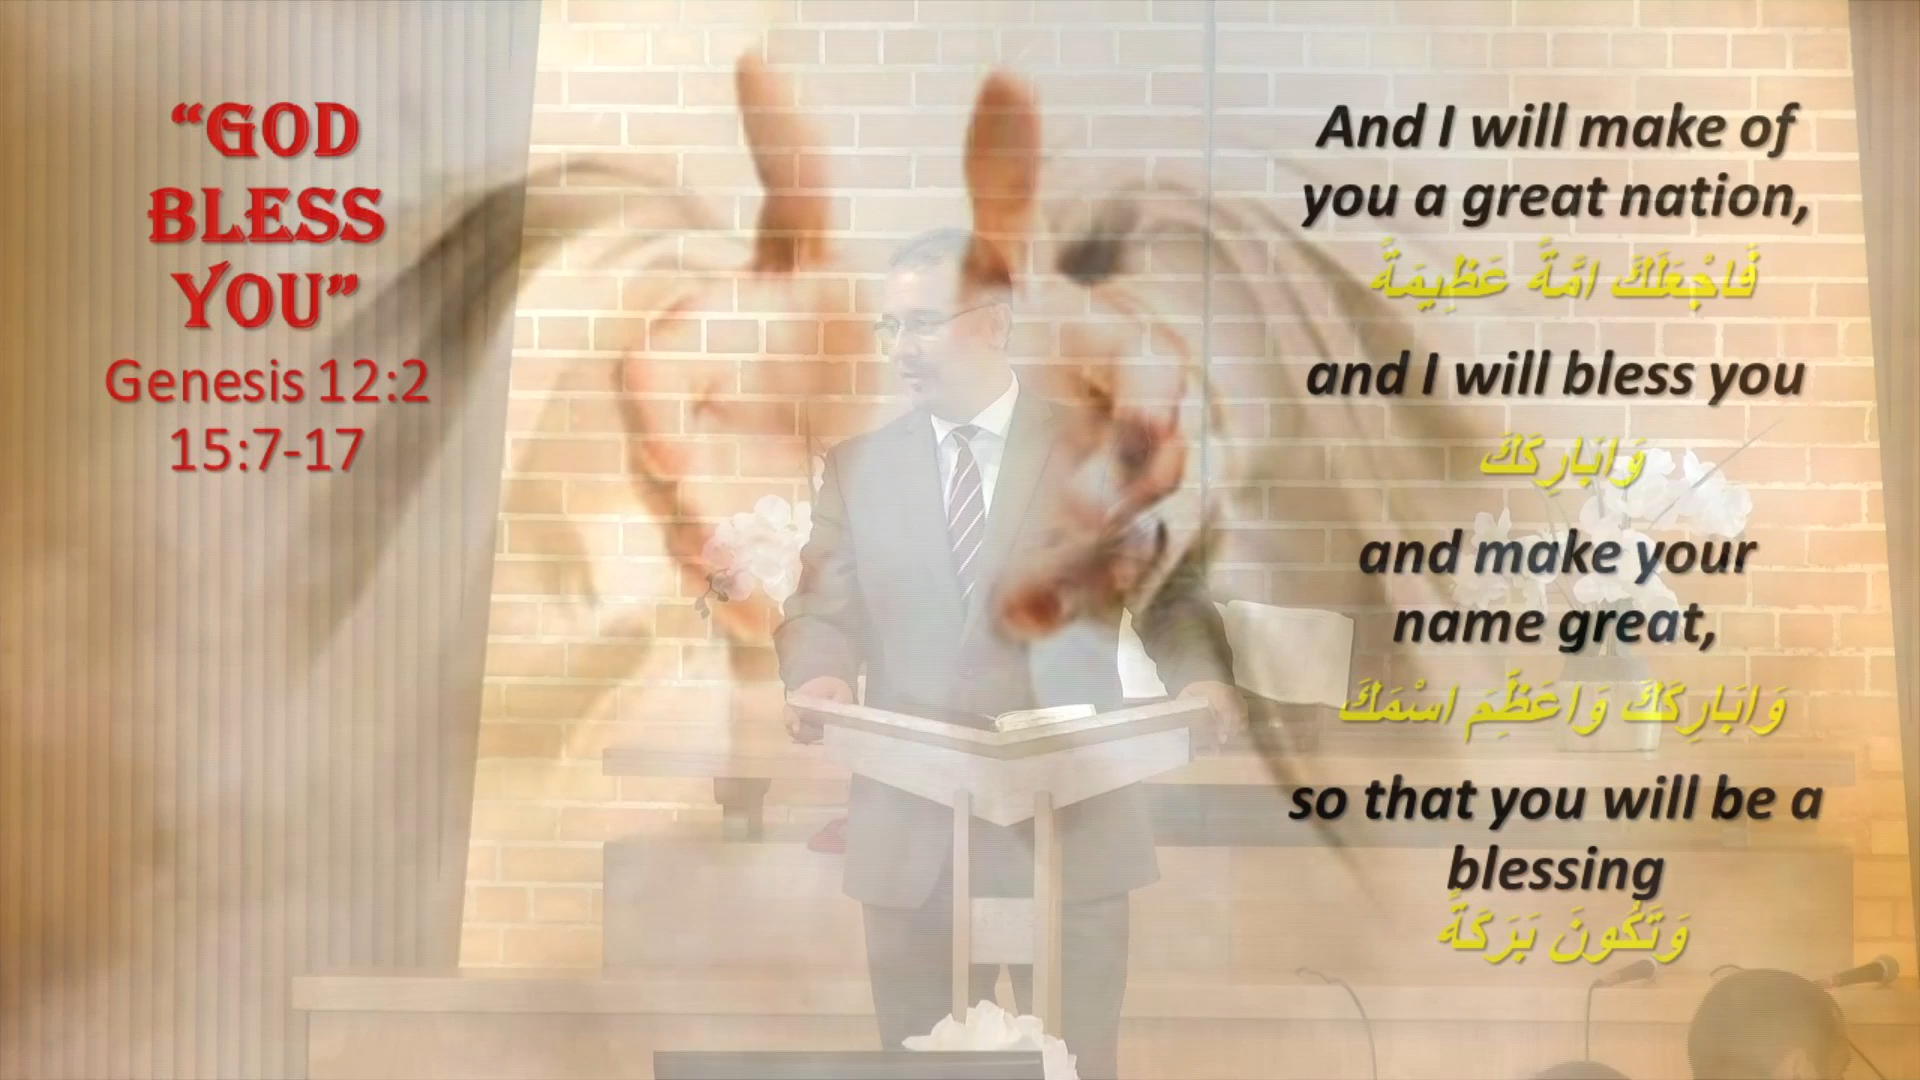 “GOD
BLESS
YOU”
Genesis 12:2
15:7-17
And I will make of
you a great nation,
فَاجْعَلَكَ امَّةً عَظِيمَةً
and I will bless you
وَابَارِكَكَ
and make your
name great,
وَابَارِكَكَ وَاعَظِّمَ اسْمَكَ
so that you will be a
blessing
وَتَكُونَ بَرَكَةً